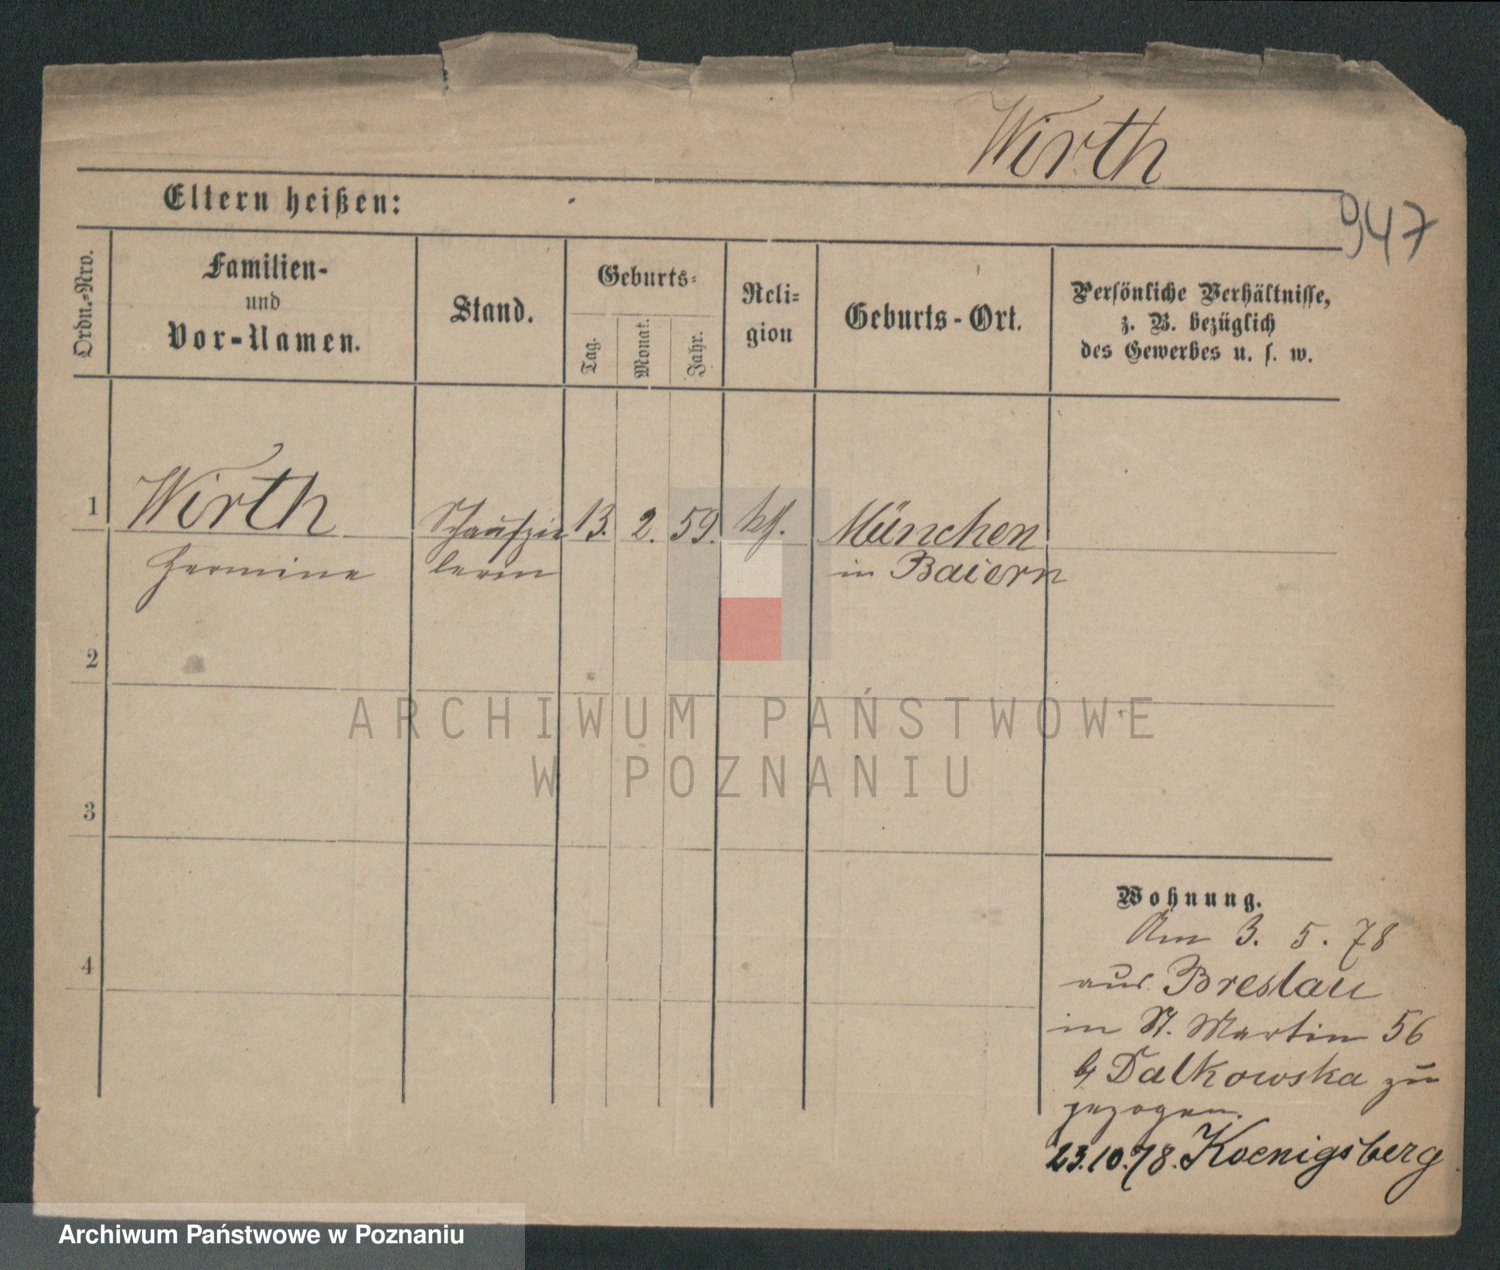 Wirth
947
Eltern heißen:
Ordn.-Nro.
Familien-
und
Vor-Namen.
Stand.
Geburts-
Tag.
Monat.
Jahr.
Reli-
gion
Geburts-Ort.
Persönliche Verhältnisse,
z. B. bezüglich
des Gewerbes u. s. w.
1
Wirth
Hermine
Schauspie
lerin
13. 2. 59.
München
in Baiern
2
3
4
ARCHIWUM PAŃSTWOWE
W POZNANIU
Wohnung.
Am 3. 5. 78
aus Breslau
in St. Martin 56
b Dalkowska zu
gezogen.
23.10.78. Koenigsberg
Archiwum Państwowe w Poznaniu